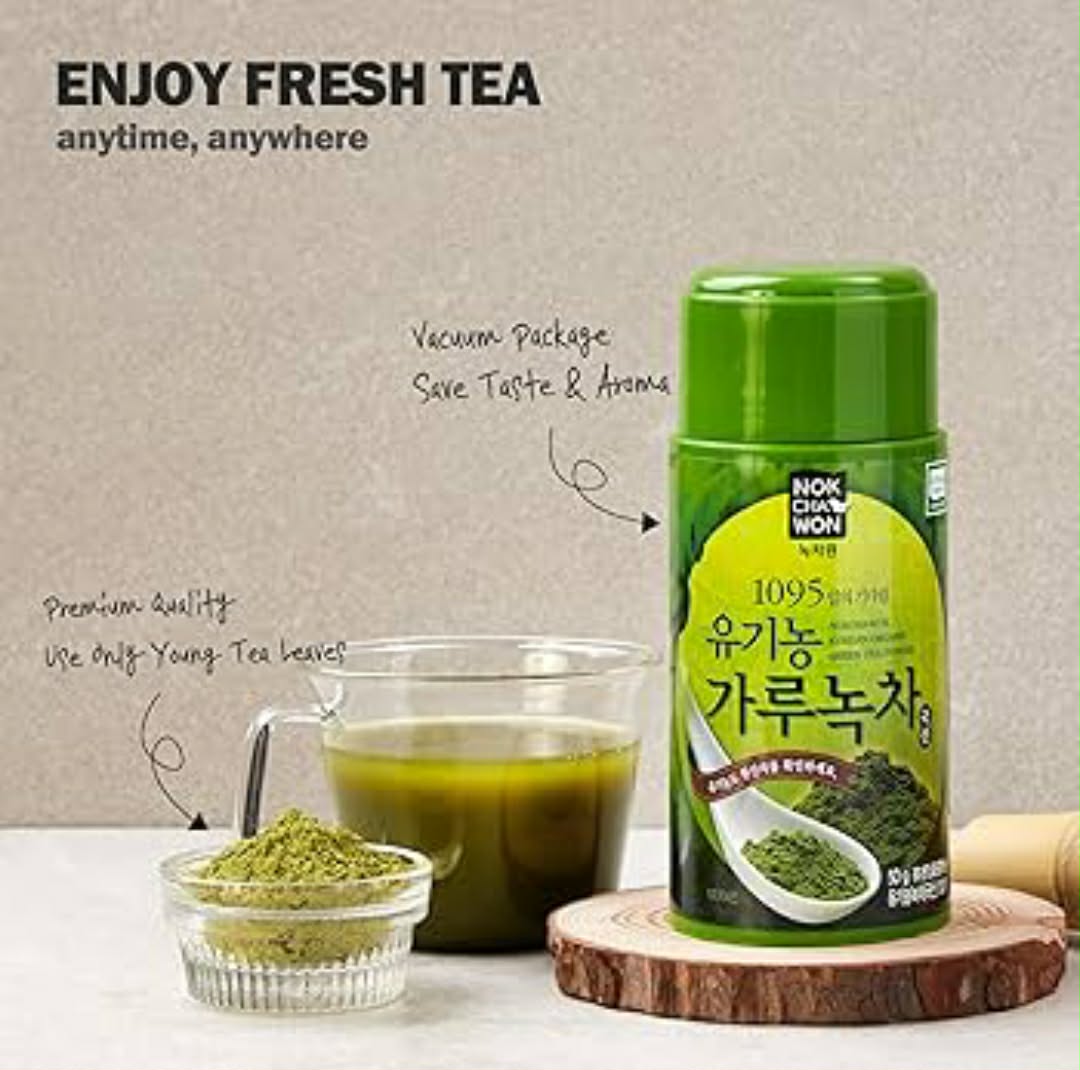 ENJOY FRESH TEA
anytime, anywhere
Vacuum Package
Save Taste & Aroma
Premium Quality
Use Only Young Tea Leaves
NOK
CHA
WON
녹차원
1095
유기농
가루녹차
50g